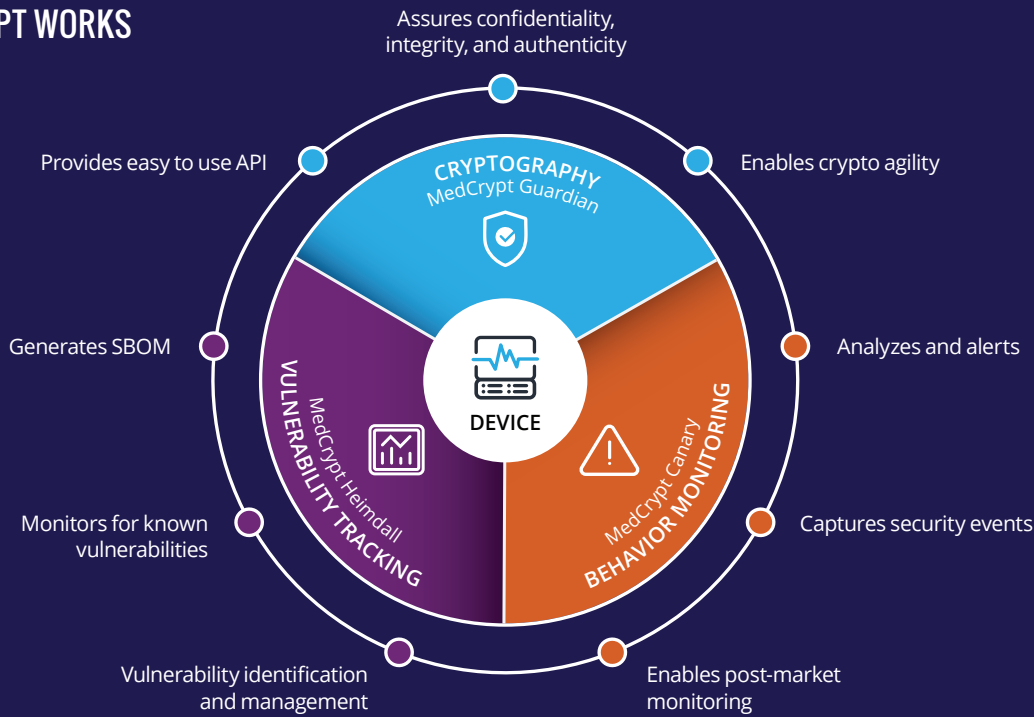 PT WORKS
Assures confidentiality,
integrity, and authenticity
Provides easy to use API
Enables crypto agility
CRYPTOGRAPHY
MedCrypt Guardian
Generates SBOM
Analyzes and alerts
DEVICE
VULNERABILITY TRACKING
MedCrypt Heimdall
MedCrypt Canary
BEHAVIOR MONITORING
Monitors for known
vulnerabilities
Captures security events
Vulnerability identification
and management
Enables post-market
monitoring